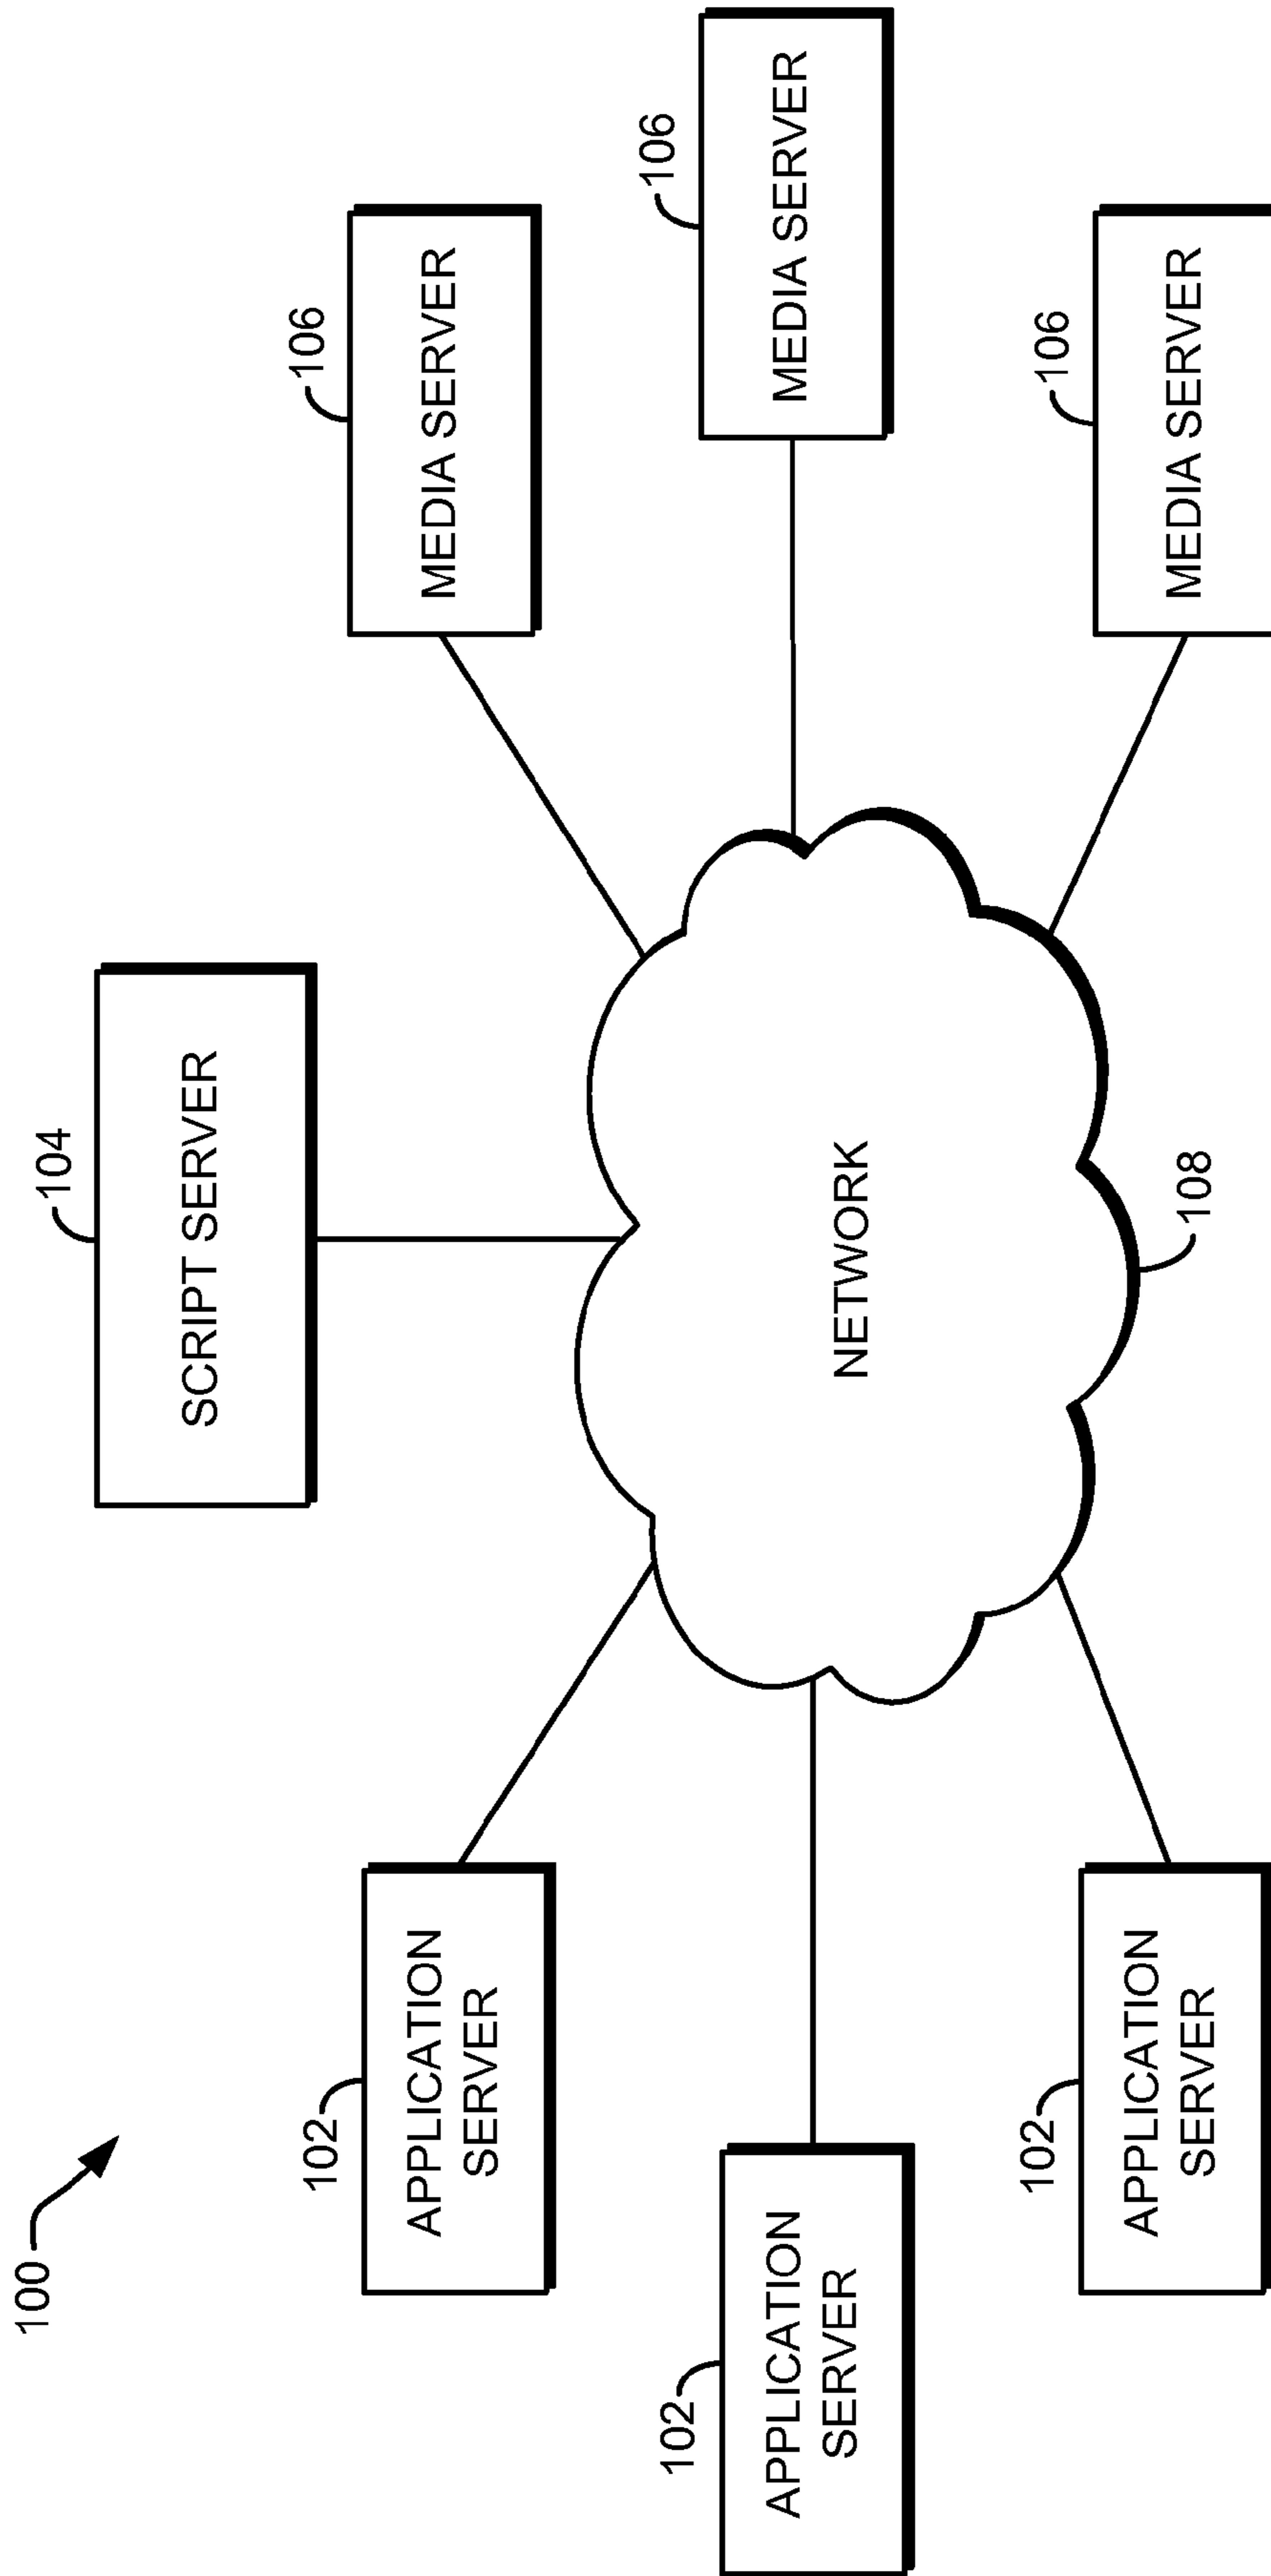 100
104
SCRIPT SERVER
102
APPLICATION
SERVER
106
MEDIA SERVER
102
APPLICATION
SERVER
NETWORK
106
MEDIA SERVER
102
APPLICATION
SERVER
108
106
MEDIA SERVER